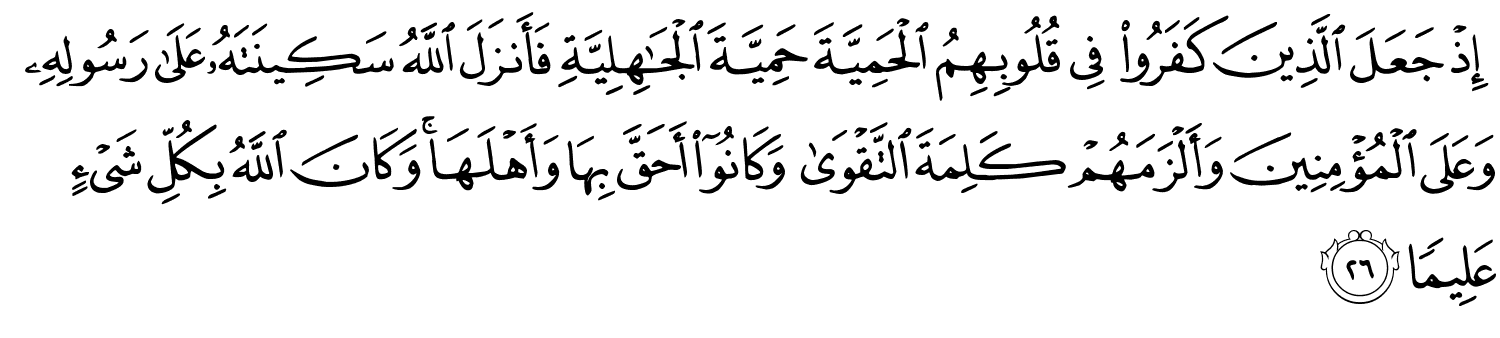 إِذۡ جَعَلَ ٱلَّذِينَ كَفَرُواْ فِي قُلُوبِهِمُ ٱلۡحَمِيَّةَ حَمِيَّةَ ٱلۡجَٰهِلِيَّةِ فَأَنزَلَ ٱللَّهُ سَكِينَتَهُۥ عَلَىٰ رَسُولِهِۦ
وَعَلَى ٱلۡمُؤۡمِنِينَ وَأَلۡزَمَهُمۡ كَلِمَةَ ٱلتَّقۡوَىٰ وَكَانُوٓاْ أَحَقَّ بِهَا وَأَهۡلَهَاۚ وَكَانَ ٱللَّهُ بِكُلِّ شَيۡءٍ
عَلِيمٗا ٢٦